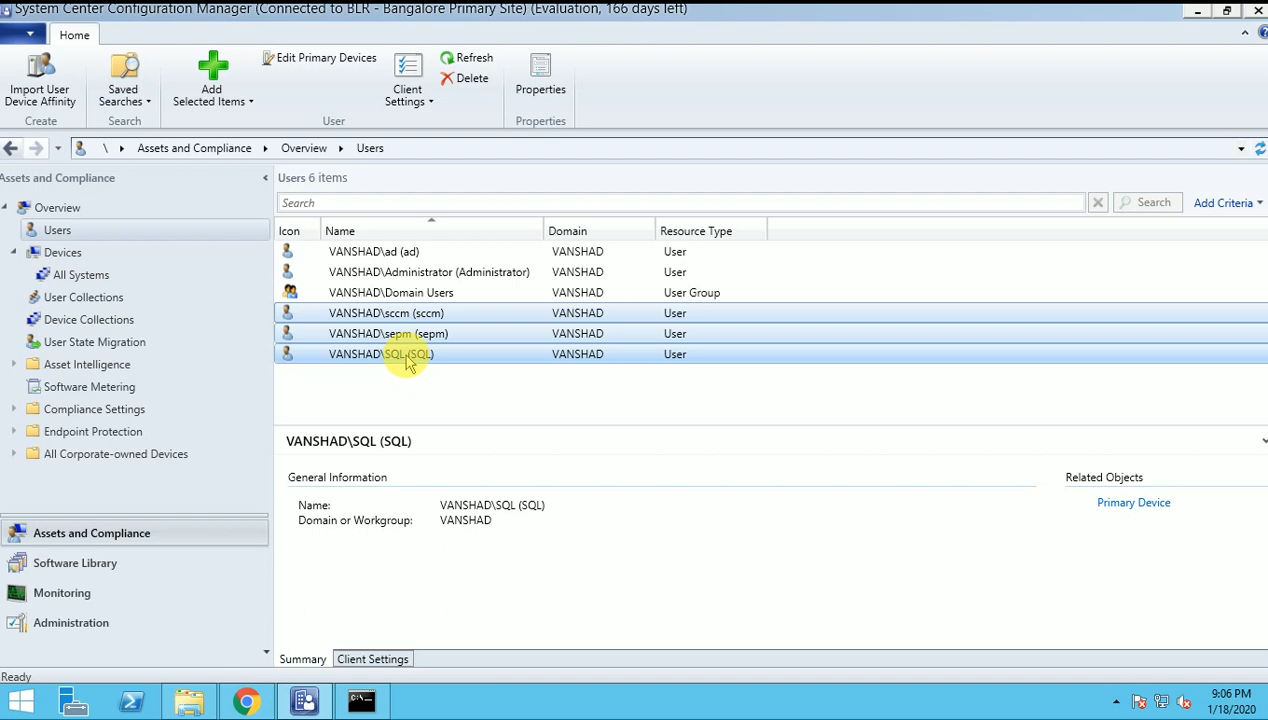 System Center Configuration Manager (Connected to BLR - Bangalore Primary Site) (Evaluation, 166 days left)
Home
Import User Device Affinity
Saved Searches
Add Selected Items
Edit Primary Devices
Client Settings
Refresh
Delete
Properties
Create
Search
User
Properties
\ Assets and Compliance Overview Users
Assets and Compliance
Overview
Users
Devices
All Systems
User Collections
Device Collections
User State Migration
Asset Intelligence
Software Metering
Compliance Settings
Endpoint Protection
All Corporate-owned Devices
Assets and Compliance
Software Library
Monitoring
Administration
Users 6 items
Search
Search
Add Criteria
Icon Name Domain Resource Type
VANSHAD\ad (ad) VANSHAD User
VANSHAD\Administrator (Administrator) VANSHAD User
VANSHAD\Domain Users VANSHAD User Group
VANSHAD\sccm (sccm) VANSHAD User
VANSHAD\sepm (sepm) VANSHAD User
VANSHAD\SQL (SQL) VANSHAD User
VANSHAD\SQL (SQL)
General Information
Name: VANSHAD\SQL (SQL)
Domain or Workgroup: VANSHAD
Related Objects
Primary Device
Summary Client Settings
Ready
9:06 PM
1/18/2020